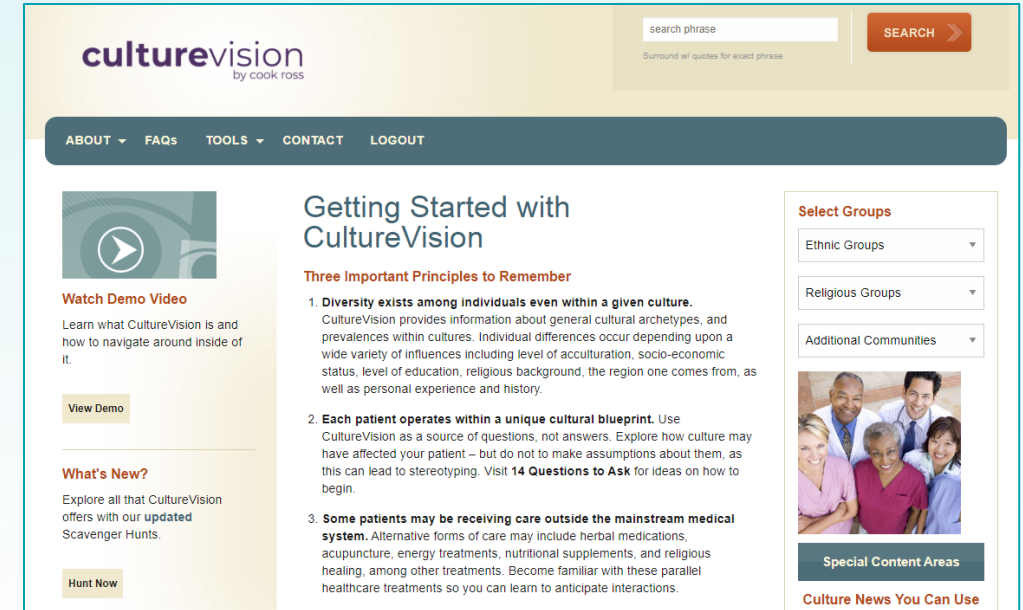 culturevision
by cook ross
search phrase
SEARCH
Surround w/ quotes for exact phrase
ABOUT FAQs TOOLS CONTACT LOGOUT
Watch Demo Video
Learn what CultureVision is and
how to navigate around inside of
it.
View Demo
What's New?
Explore all that CultureVision
offers with our updated
Scavenger Hunts.
Hunt Now
Getting Started with
CultureVision
Three Important Principles to Remember
1. Diversity exists among individuals even within a given culture.
CultureVision provides information about general cultural archetypes, and
prevalences within cultures. Individual differences occur depending upon a
wide variety of influences including level of acculturation, socio-economic
status, level of education, religious background, the region one comes from, as
well as personal experience and history.
2. Each patient operates within a unique cultural blueprint. Use
CultureVision as a source of questions, not answers. Explore how culture may
have affected your patient – but do not to make assumptions about them, as
this can lead to stereotyping. Visit 14 Questions to Ask for ideas on how to
begin.
3. Some patients may be receiving care outside the mainstream medical
system. Alternative forms of care may include herbal medications,
acupuncture, energy treatments, nutritional supplements, and religious
healing, among other treatments. Become familiar with these parallel
healthcare treatments so you can learn to anticipate interactions.
Select Groups
Ethnic Groups
Religious Groups
Additional Communities
Special Content Areas
Culture News You Can Use